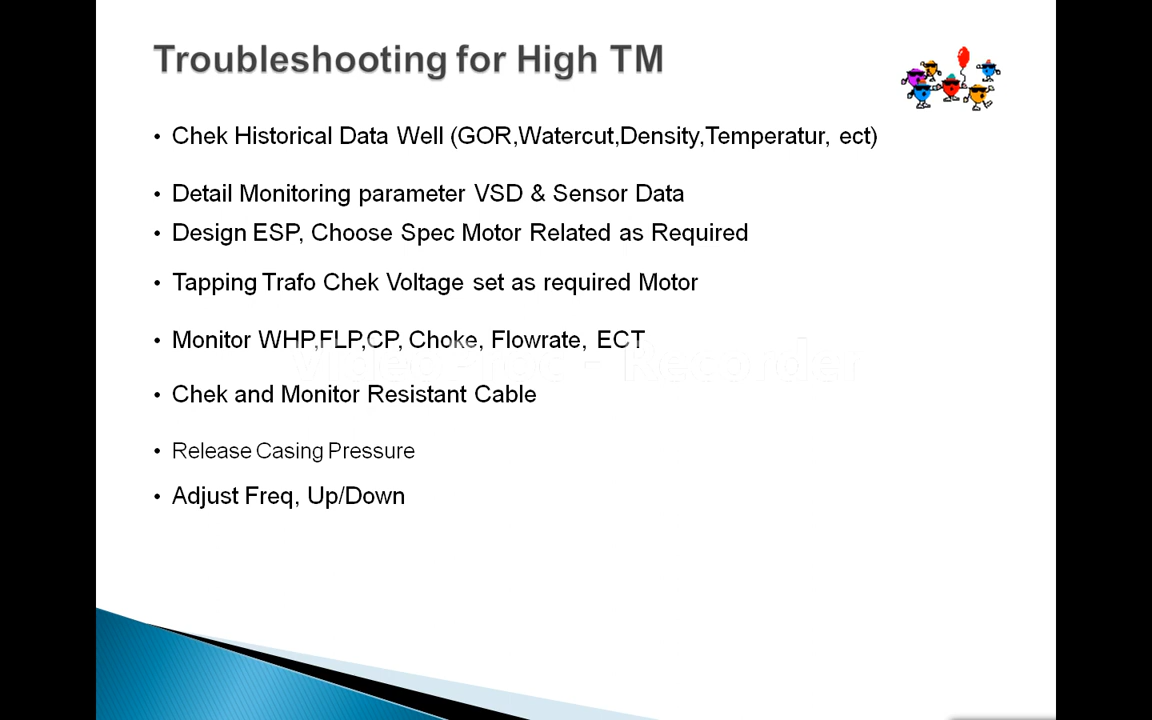 Troubleshooting for High TM
• Chek Historical Data Well (GOR,Watercut,Density,Temperatur, ect)
• Detail Monitoring parameter VSD & Sensor Data
• Design ESP, Choose Spec Motor Related as Required
• Tapping Trafo Chek Voltage set as required Motor
• Monitor WHP,FLP,CP, Choke, Flowrate, ECT
VideoProc - Recorder
• Chek and Monitor Resistant Cable
• Release Casing Pressure
• Adjust Freq, Up/Down